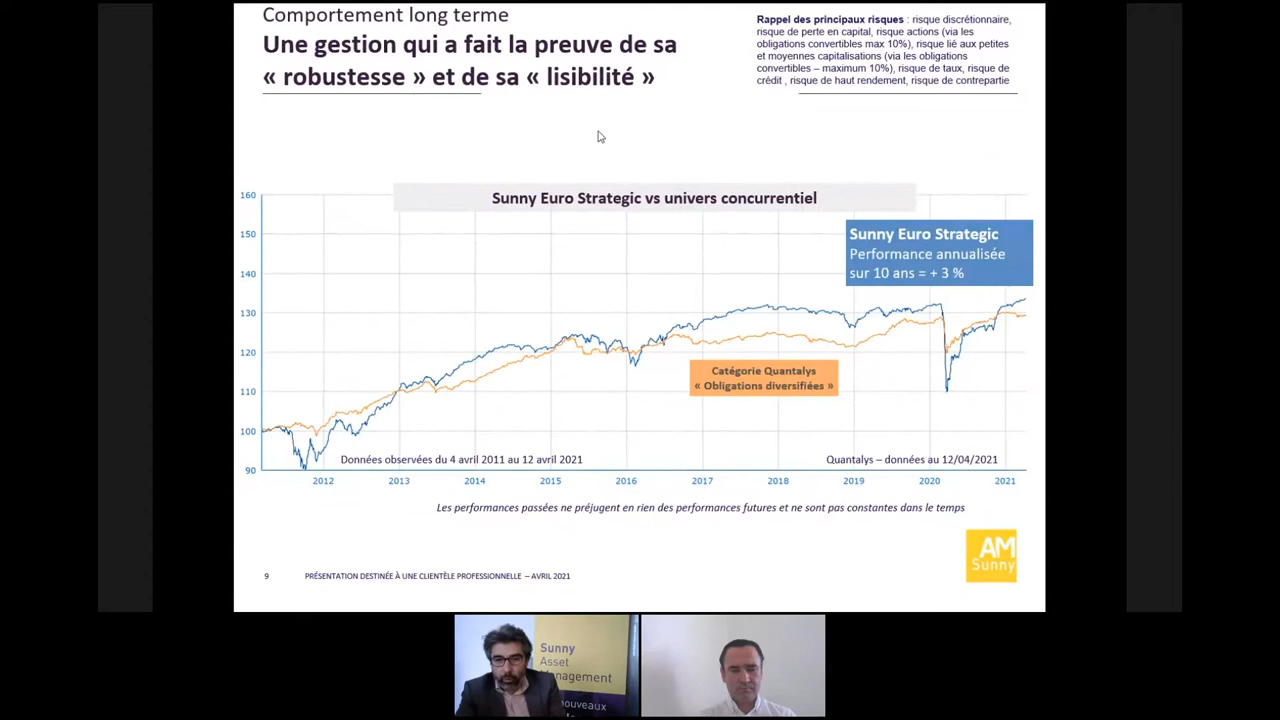 Comportement long terme
Une gestion qui a fait la preuve de sa
« robustesse » et de sa « lisibilité »
Rappel des principaux risques : risque discrétionnaire,
risque de perte en capital, risque actions (via les
obligations convertibles max 10%), risque lié aux petites
et moyennes capitalisations (via les obligations
convertibles – maximum 10%), risque de taux, risque de
crédit , risque de haut rendement, risque de contrepartie
Sunny Euro Strategic vs univers concurrentiel
Sunny Euro Strategic
Performance annualisée
sur 10 ans = + 3 %
160
150
140
130
120
110
100
90
Catégorie Quantalys
« Obligations diversifiées »
Données observées du 4 avril 2011 au 12 avril 2021
Quantalys – données au 12/04/2021
2012 2013 2014 2015 2016 2017 2018 2019 2020 2021
Les performances passées ne préjugent en rien des performances futures et ne sont pas constantes dans le temps
AM
Sunny
9 PRÉSENTATION DESTINÉE À UNE CLIENTÈLE PROFESSIONNELLE – AVRIL 2021
Sunny
Asset
Management
nouveaux